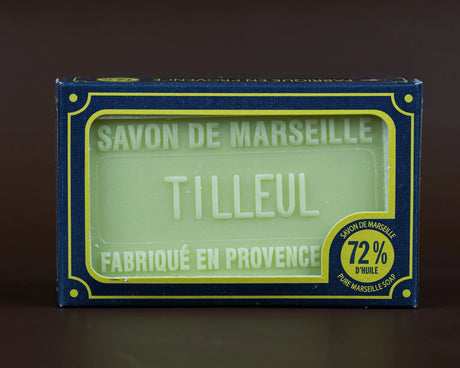 FABRIQUÉ EN PROVENCE
SAVON DE MARSEILLE
TILLEUL
FABRIQUÉ EN PROVENCE
SAVON DE MARSEILLE
72%
D'HUILE
PURE MARSEILLE SOAP